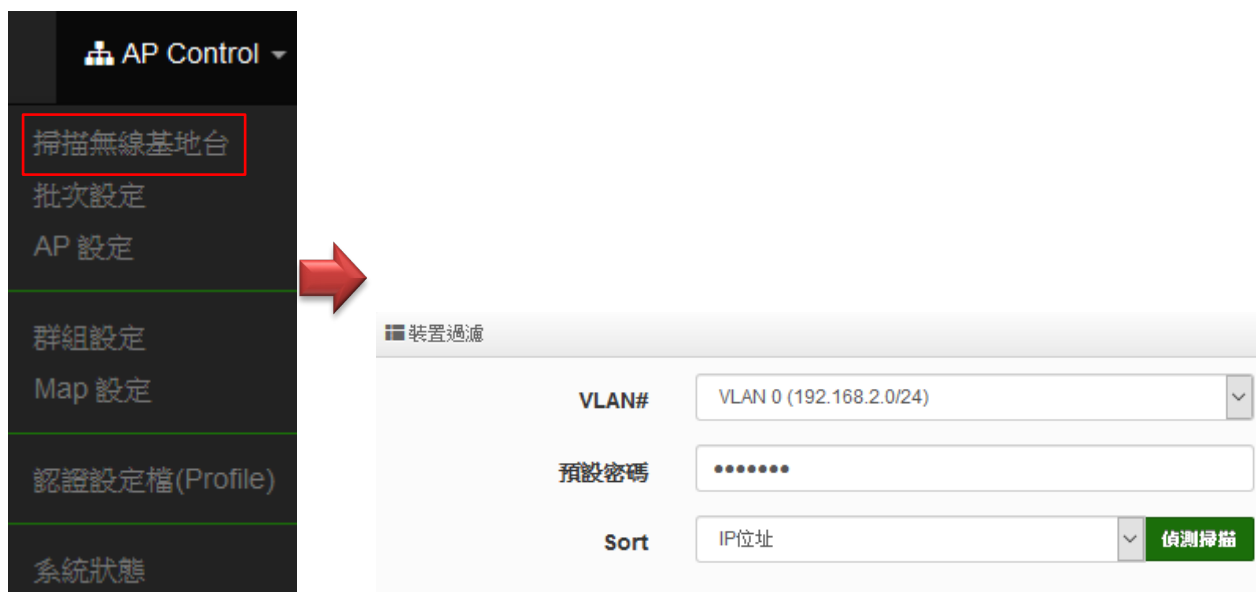 AP Control
掃描無線基地台
批次設定
AP 設定
群組設定
Map 設定
認證設定檔(Profile)
系統狀態
裝置過濾
VLAN# VLAN 0 (192.168.2.0/24)
預設密碼 •••••••
Sort IP位址 偵測掃描